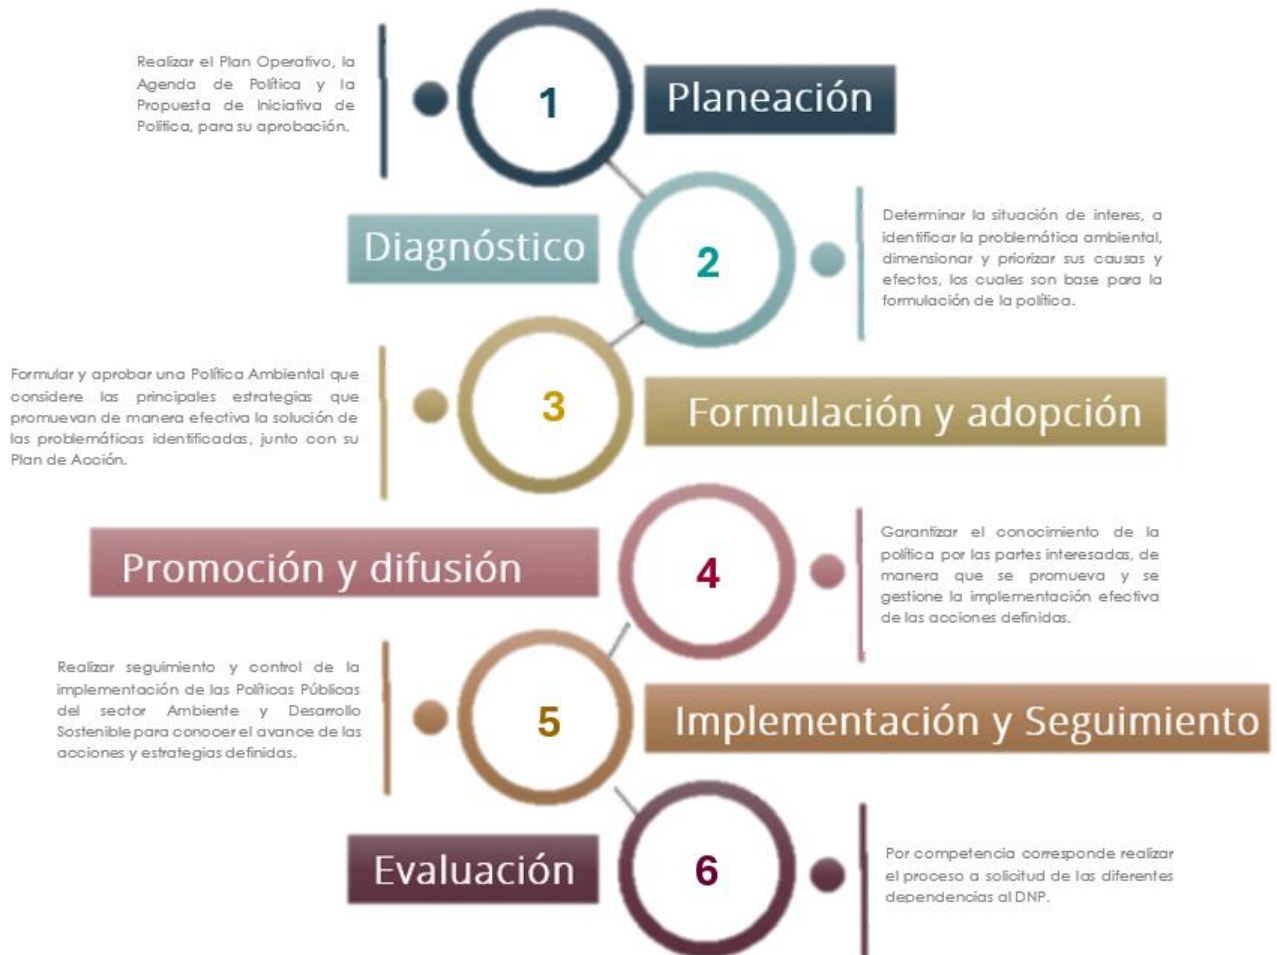 Realizar el Plan Operativo, la
Agenda de Política y la
Propuesta de Iniciativa de
Política, para su aprobación.
1
Planeación
Diagnóstico
2
Determinar la situación de interes, a
identificar la problemática ambiental,
dimensionar y priorizar sus causas y
efectos, los cuales son base para la
formulación de la política.
Formular y aprobar una Política Ambiental que
considere las principales estrategias que
promuevan de manera efectiva la solución de
las problemáticas identificadas, junto con su
Plan de Acción.
3
Formulación y adopción
Promoción y difusión
4
Garantizar el conocimiento de la
política por las partes interesadas, de
manera que se promueva y se
gestione la implementación efectiva
de las acciones definidas.
Realizar seguimiento y control de la
implementación de las Políticas Públicas
del sector Ambiente y Desarrollo
Sostenible para conocer el avance de las
acciones y estrategias definidas.
5
Implementación y Seguimiento
Evaluación
6
Por competencia corresponde realizar
el proceso a solicitud de las diferentes
dependencias al DNP.